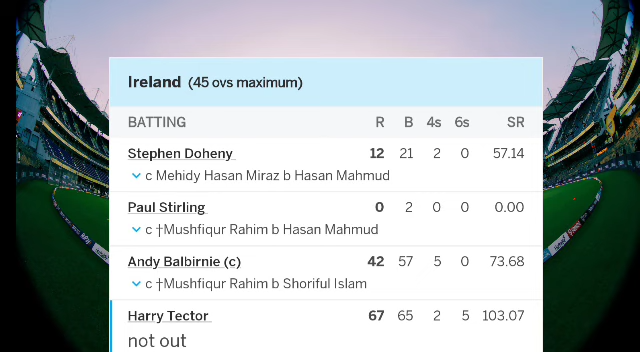 Ireland (45 ovs maximum)
BATTING R B 4s 6s SR
Stephen Doheny 12 21 2 0 57.14
c Mehidy Hasan Miraz b Hasan Mahmud
Paul Stirling 0 2 0 0 0.00
c †Mushfiqur Rahim b Hasan Mahmud
Andy Balbirnie (c) 42 57 5 0 73.68
c †Mushfiqur Rahim b Shoriful Islam
Harry Tector 67 65 2 5 103.07
not out